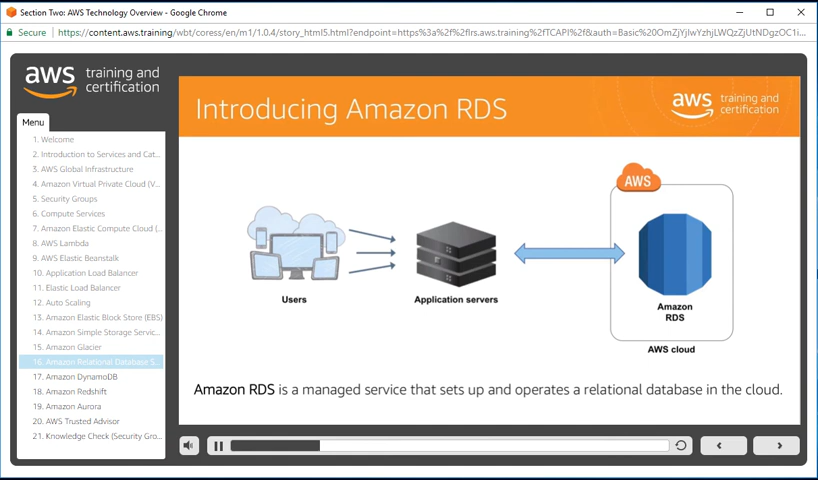 Section Two: AWS Technology Overview - Google Chrome
Secure
aws training and certification
Menu
1. Welcome
2. Introduction to Services and Cat...
3. AWS Global Infrastructure
4. Amazon Virtual Private Cloud (V...
5. Security Groups
6. Compute Services
7. Amazon Elastic Compute Cloud (...
8. AWS Lambda
9. AWS Elastic Beanstalk
10. Application Load Balancer
11. Elastic Load Balancer
12. Auto Scaling
13. Amazon Elastic Block Store (EBS)
14. Amazon Simple Storage Servic...
15. Amazon Glacier
16. Amazon Relational Database S...
17. Amazon DynamoDB
18. Amazon Redshift
19. Amazon Aurora
20. AWS Trusted Advisor
21. Knowledge Check (Security Gro...
Introducing Amazon RDS
aws training and certification
AWS
Users
Application servers
Amazon
RDS
AWS cloud
Amazon RDS is a managed service that sets up and operates a relational database in the cloud.